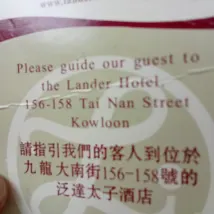 Please guide our guest to
the Lander Hotel.
156-158 Tai Nan Street
Kowloon
請指引我們的客人到位於
九龍大南街156-158號的
泛達太子酒店